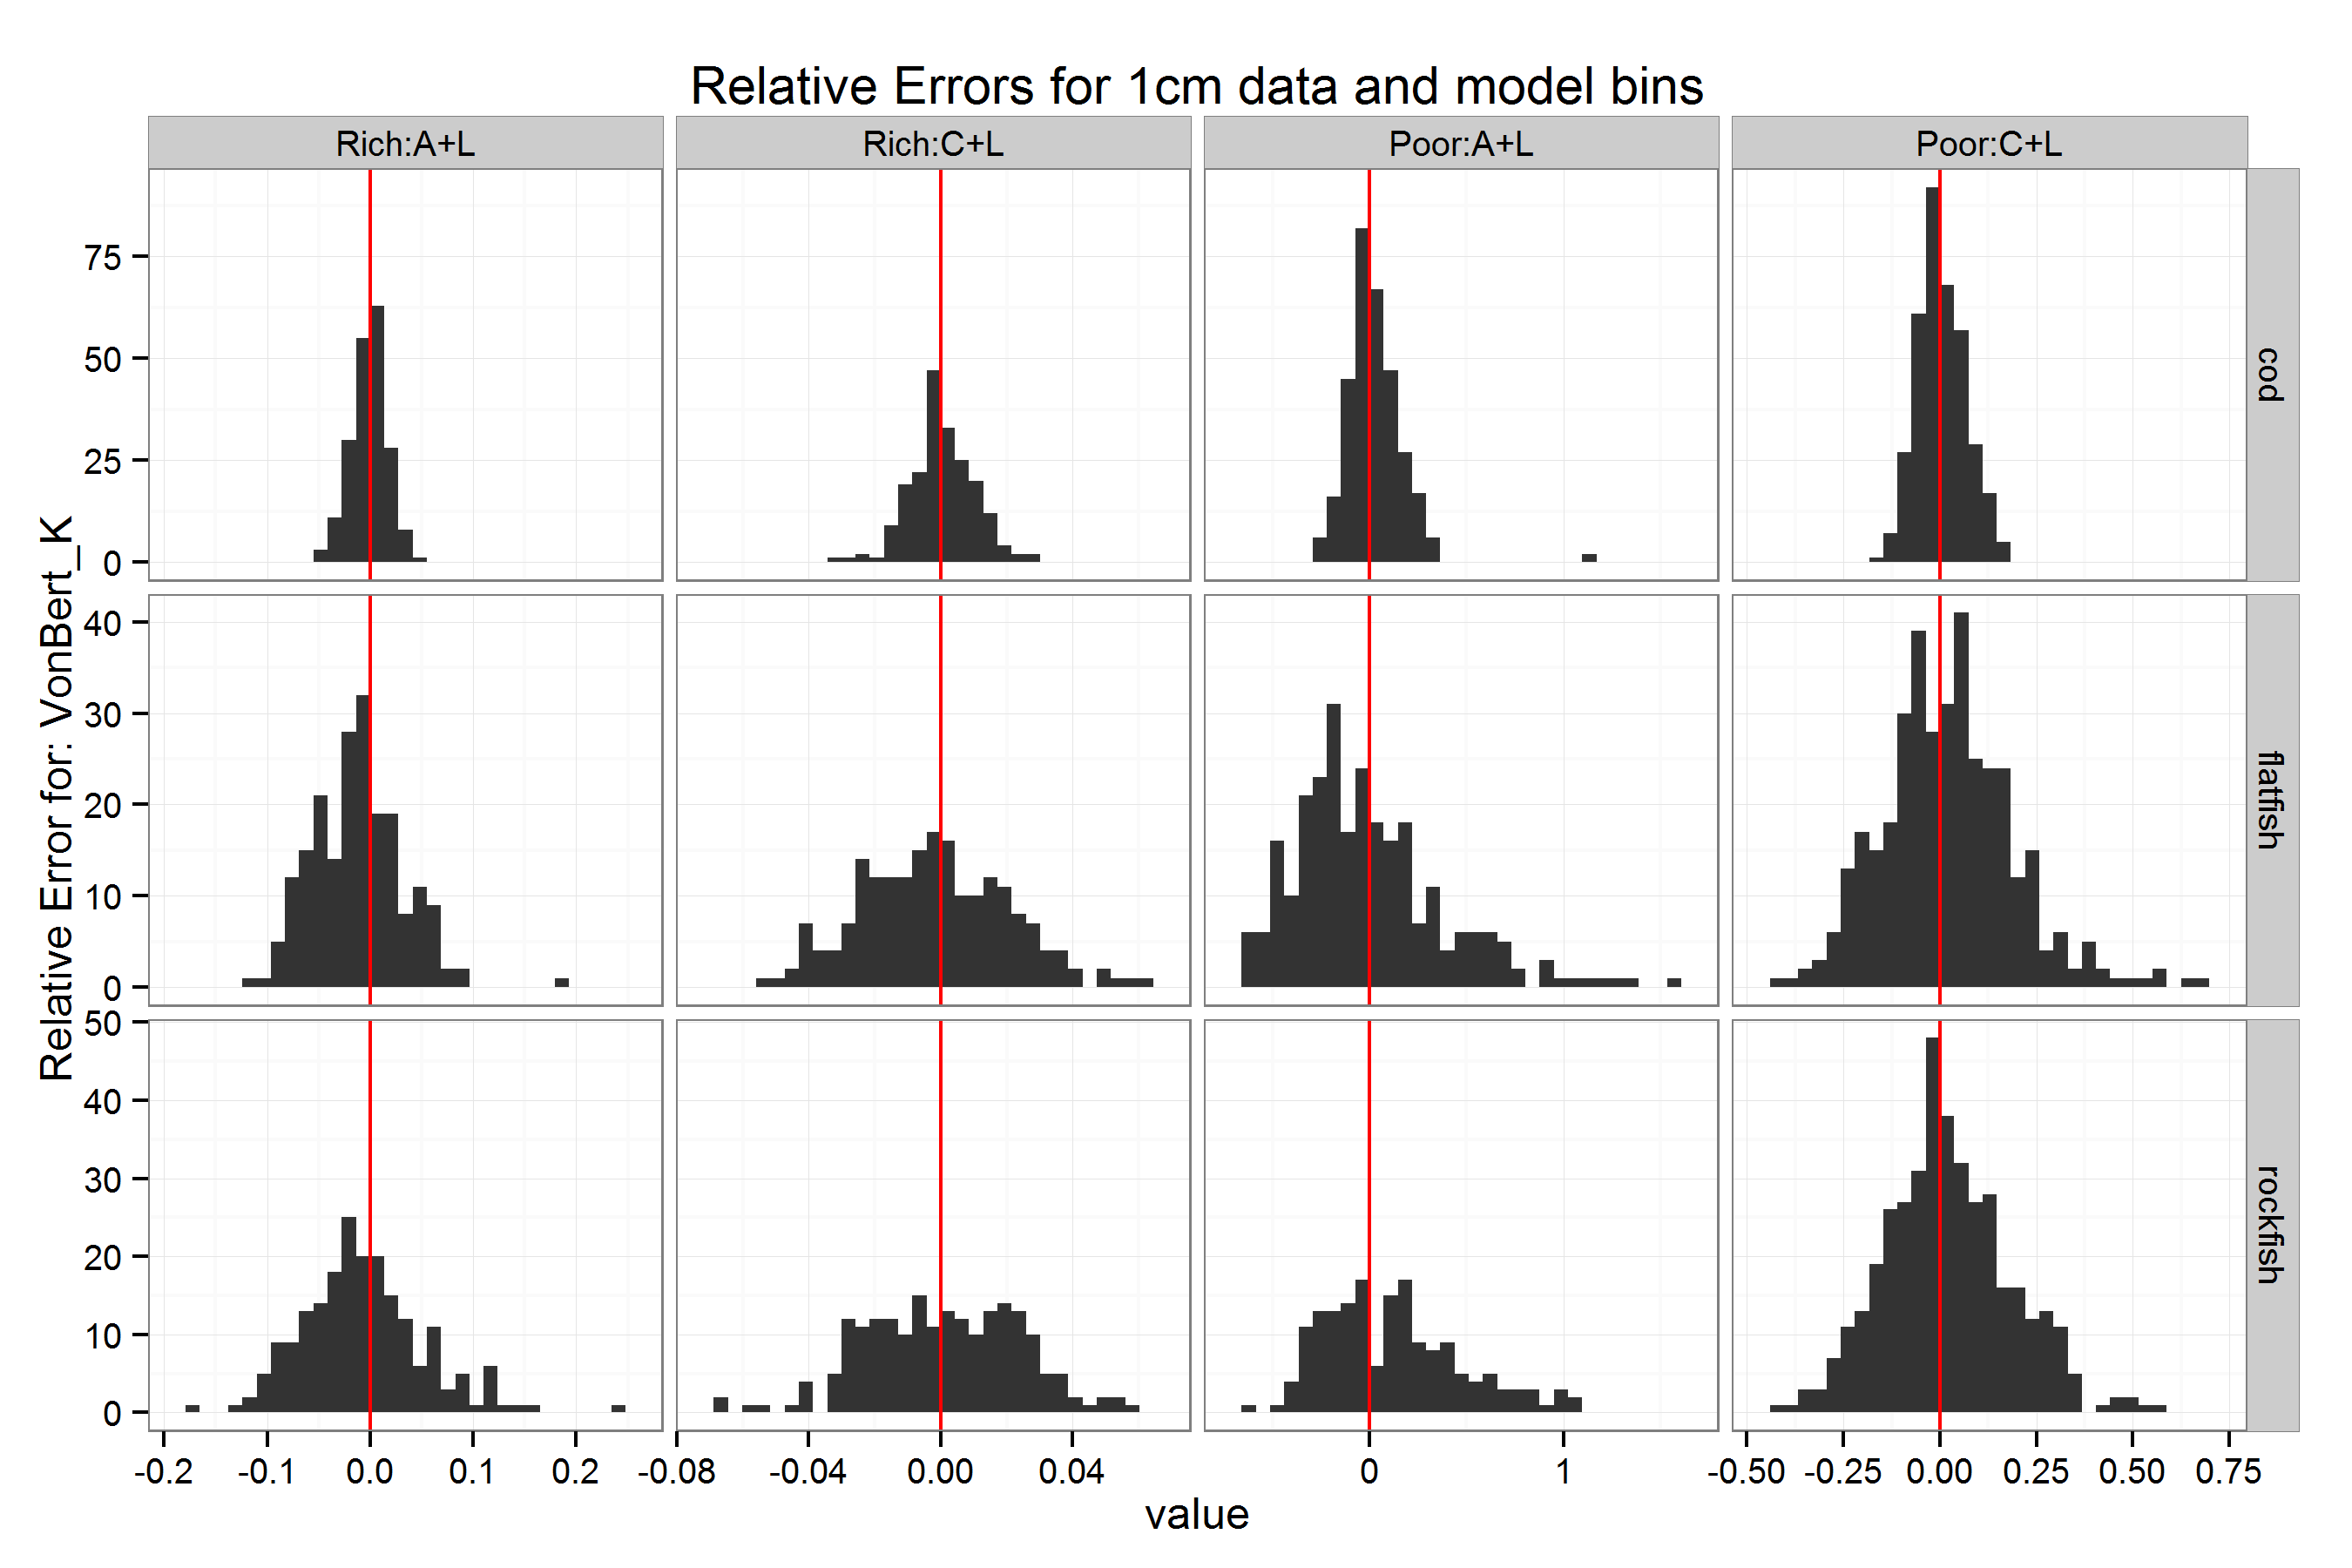 Relative Errors for 1cm data and model bins
Rich:A+L
Rich:C+L
Poor:A+L
Poor:C+L
Relative Error for: VonBert_K
75
50
25
0
cod
40
30
20
10
0
flatfish
50
40
30
20
10
0
rockfish
-0.2 -0.1 0.0 0.1 0.2
-0.08 -0.04 0.00 0.04
0 1
-0.50 -0.25 0.00 0.25 0.50 0.75
value